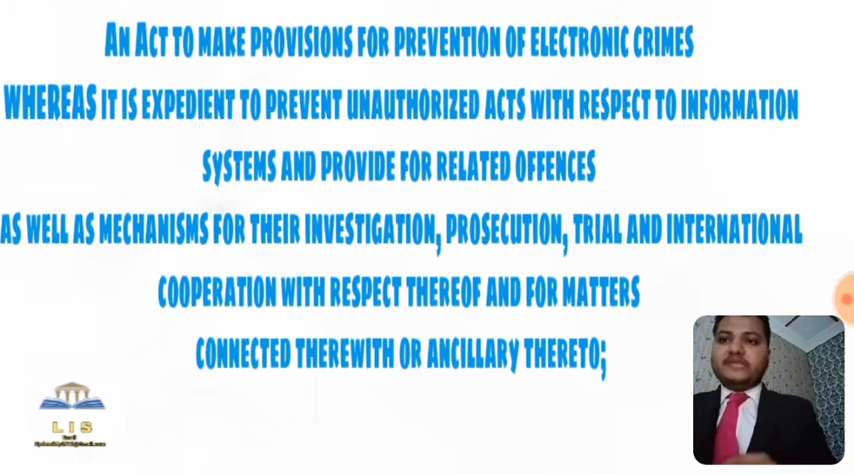 An Act to make provisions for prevention of electronic crimes
WHEREAS it is expedient to prevent unauthorized acts with respect to information
systems and provide for related offences
as well as mechanisms for their investigation, prosecution, trial and international
cooperation with respect thereof and for matters
connected therewith or ancillary thereto;
LIS
Email